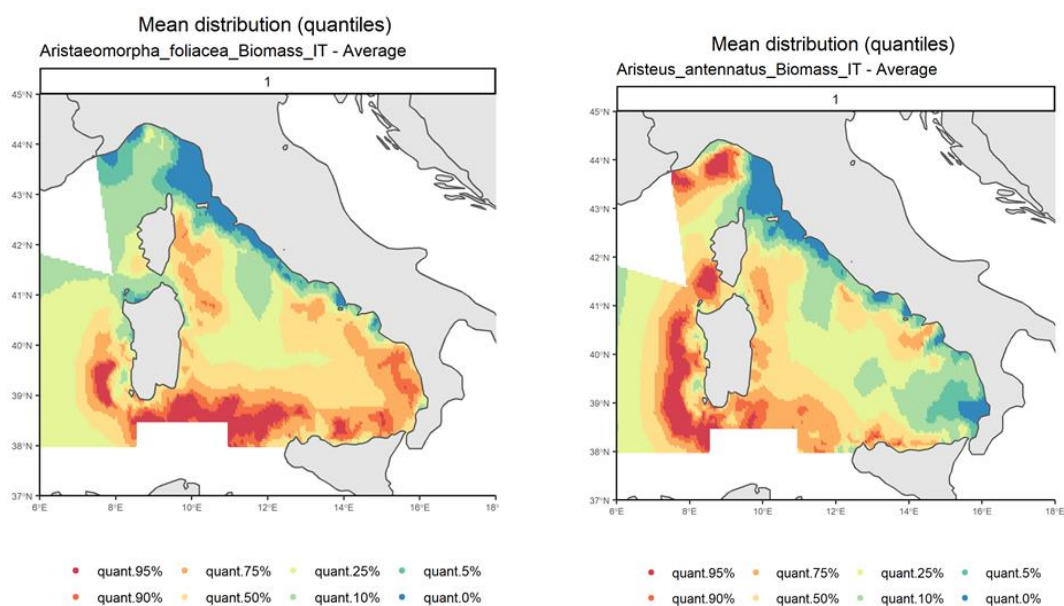 Mean distribution (quantiles)
Aristaeomorpha_foliacea_Biomass_IT - Average
1
45°N
44°N
43°N
42°N
41°N
40°N
39°N
38°N
37°N
6°E 8°E 10°E 12°E 14°E 16°E 18°
quant.95% quant.75% quant.25% quant.5%
quant.90% quant.50% quant.10% quant.0%
Mean distribution (quantiles)
Aristeus_antennatus_Biomass_IT - Average
1
45°N
44°N
43°N
42°N
41°N
40°N
39°N
38°N
37°N
6°E 8°E 10°E 12°E 14°E 16°E 18°E
quant.95% quant.75% quant.25% quant.5%
quant.90% quant.50% quant.10% quant.0%